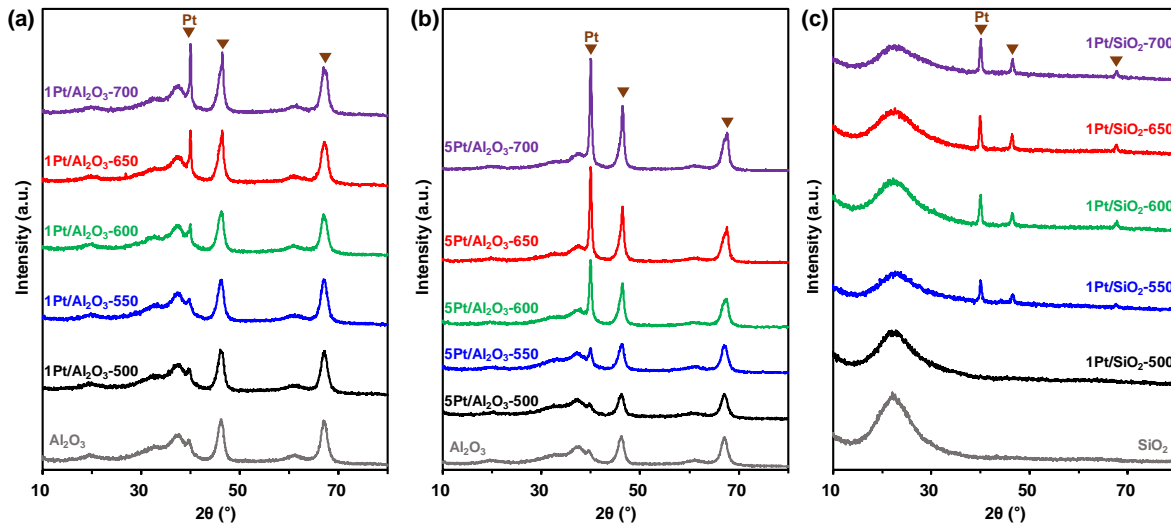 (a)
Pt
1Pt/Al₂O₃-700
1Pt/Al₂O₃-650
1Pt/Al₂O₃-600
1Pt/Al₂O₃-550
1Pt/Al₂O₃-500
Al₂O₃
Intensity (a.u.)
10 30 50 70
2θ (°)
(b)
Pt
5Pt/Al₂O₃-700
5Pt/Al₂O₃-650
5Pt/Al₂O₃-600
5Pt/Al₂O₃-550
5Pt/Al₂O₃-500
Al₂O₃
Intensity (a.u.)
10 30 50 70
2θ (°)
(c)
Pt
1Pt/SiO₂-700
1Pt/SiO₂-650
1Pt/SiO₂-600
1Pt/SiO₂-550
1Pt/SiO₂-500
SiO₂
Intensity (a.u.)
10 30 50 70
2θ (°)